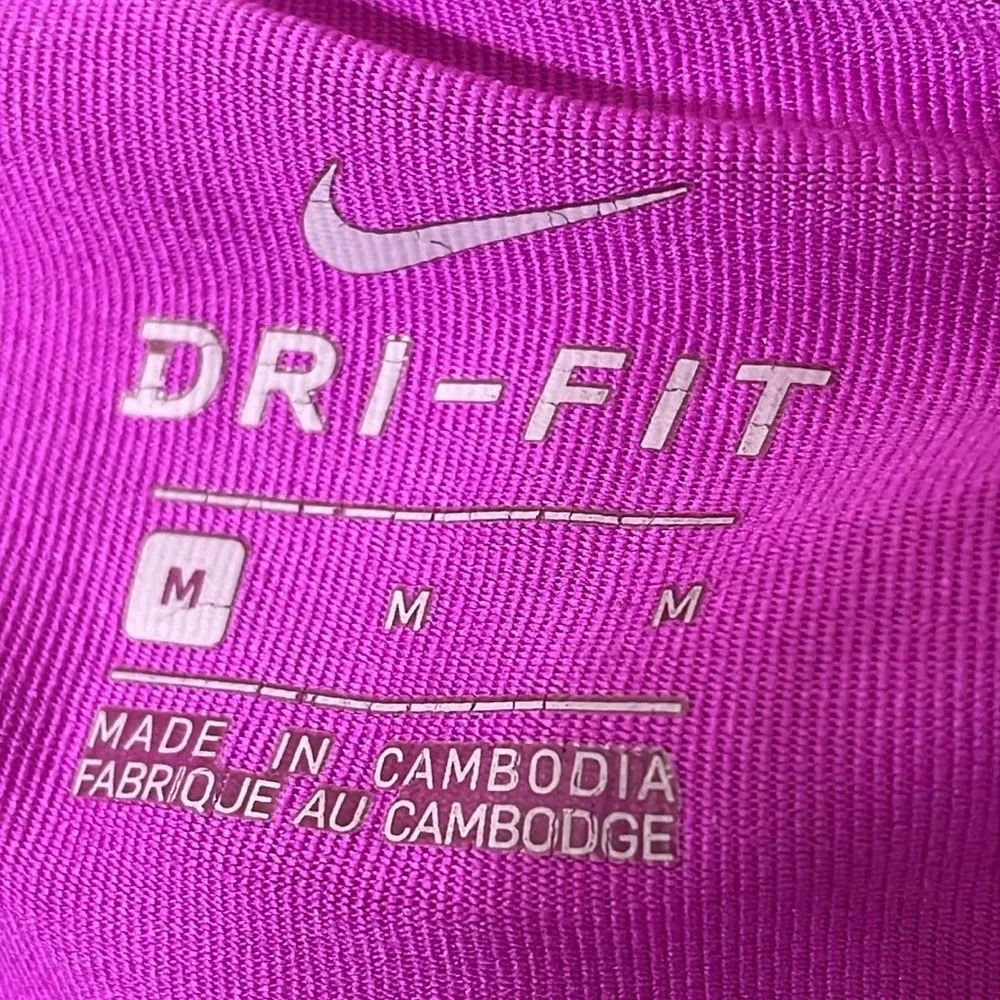 DRI-FIT
M M M
MADE IN CAMBODIA
FABRIQUE AU CAMBODGE